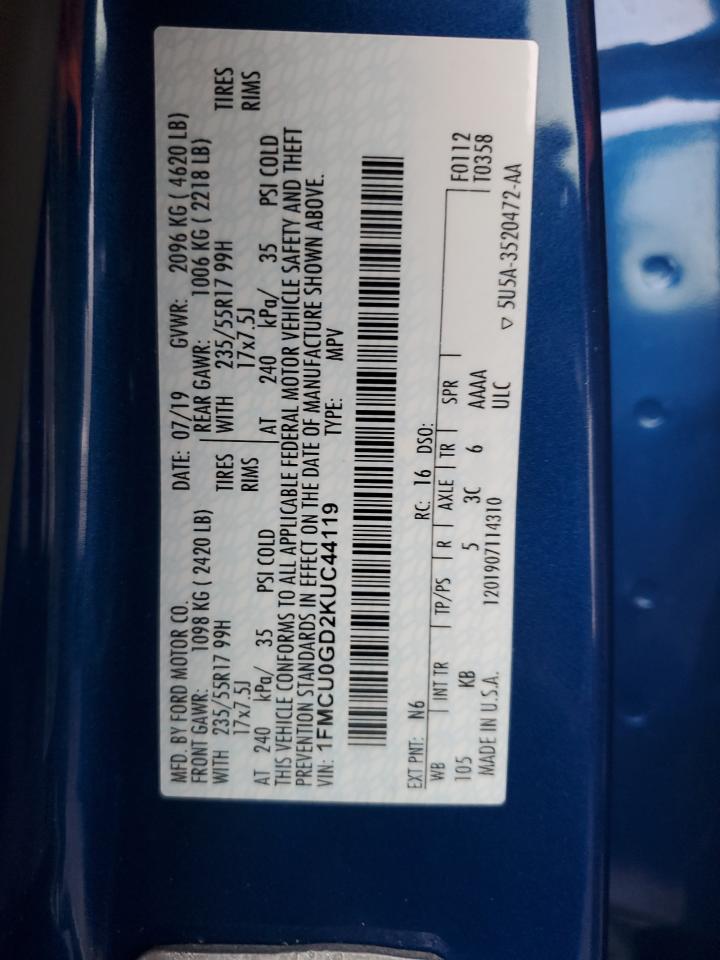 MFD. BY FORD MOTOR CO. DATE: 07/19 GVWR: 2096 KG ( 4620 LB)
FRONT GAWR: 1098 KG ( 2420 LB) REAR GAWR: 1006 KG ( 2218 LB)
WITH 235/55R17 99H TIRES WITH 235/55R17 99H TIRES
17x7.5J RIMS 17x7.5J RIMS
AT 240 kPa/ 35 PSI COLD AT 240 kPa/ 35 PSI COLD
THIS VEHICLE CONFORMS TO ALL APPLICABLE FEDERAL MOTOR VEHICLE SAFETY AND THEFT
PREVENTION STANDARDS IN EFFECT ON THE DATE OF MANUFACTURE SHOWN ABOVE.
VIN: 1FMCU0GD2KUC44119 TYPE: MPV
EXT PNT: N6 RC: 16 DSO: F0112
WB INT TR TP/PS R AXLE TR SPR T0358
105 KB 5 3C 6 AAAA
MADE IN U.S.A. 1201907114310 ULC ▽ 5U5A-3520472-AA